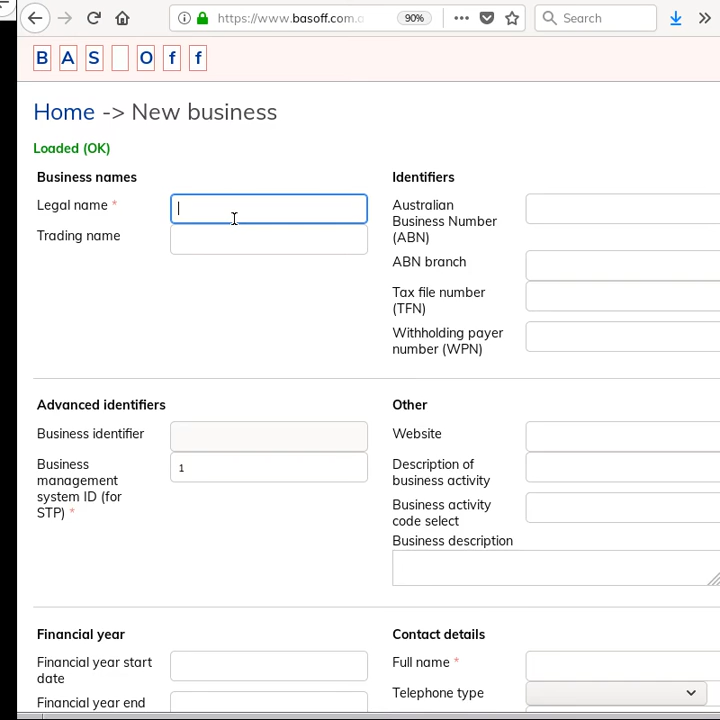 https://www.basoff.com.a
90%
Search
B A S O f f
Home -> New business
Loaded (OK)
Business names
Legal name *
Trading name
Identifiers
Australian
Business Number
(ABN)
ABN branch
Tax file number
(TFN)
Withholding payer
number (WPN)
Advanced identifiers
Business identifier
Business
management
system ID (for
STP) *
1
Other
Website
Description of
business activity
Business activity
code select
Business description
Financial year
Financial year start
date
Financial year end
Contact details
Full name *
Telephone type